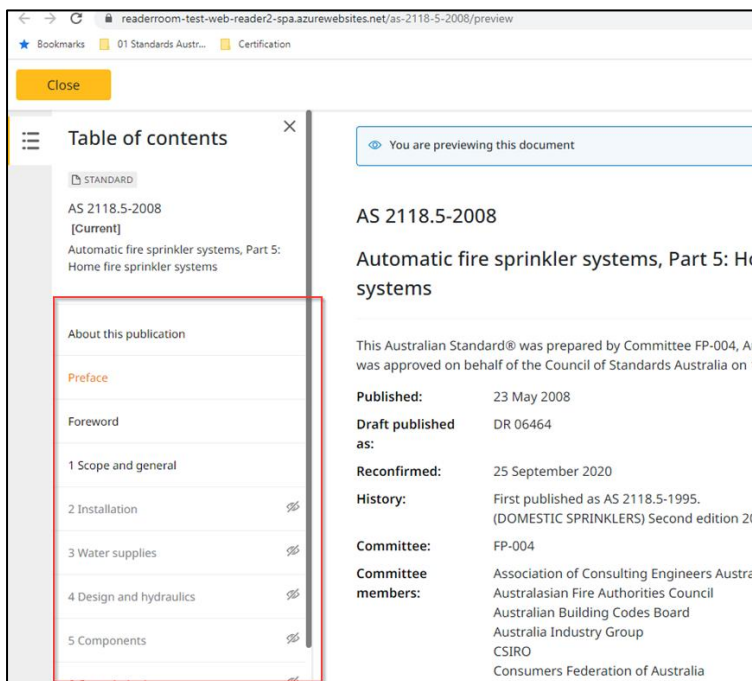 readerroom-test-web-reader2-spa.azurewebsites.net/as-2118-5-2008/preview
Bookmarks 01 Standards Austr... Certification
Close
Table of contents
STANDARD
AS 2118.5-2008
[Current]
Automatic fire sprinkler systems, Part 5:
Home fire sprinkler systems
About this publication
Preface
Foreword
1 Scope and general
2 Installation
3 Water supplies
4 Design and hydraulics
5 Components
You are previewing this document
AS 2118.5-2008
Automatic fire sprinkler systems, Part 5:
systems
This Australian Standard® was prepared by Committee FP-004,
was approved on behalf of the Council of Standards Australia on
Published: 23 May 2008
Draft published as: DR 06464
Reconfirmed: 25 September 2020
History: First published as AS 2118.5-1995.
(DOMESTIC SPRINKLERS) Second edition
Committee: FP-004
Committee members: Association of Consulting Engineers
Australasian Fire Authorities Council
Australian Building Codes Board
Australia Industry Group
CSIRO
Consumers Federation of Australia